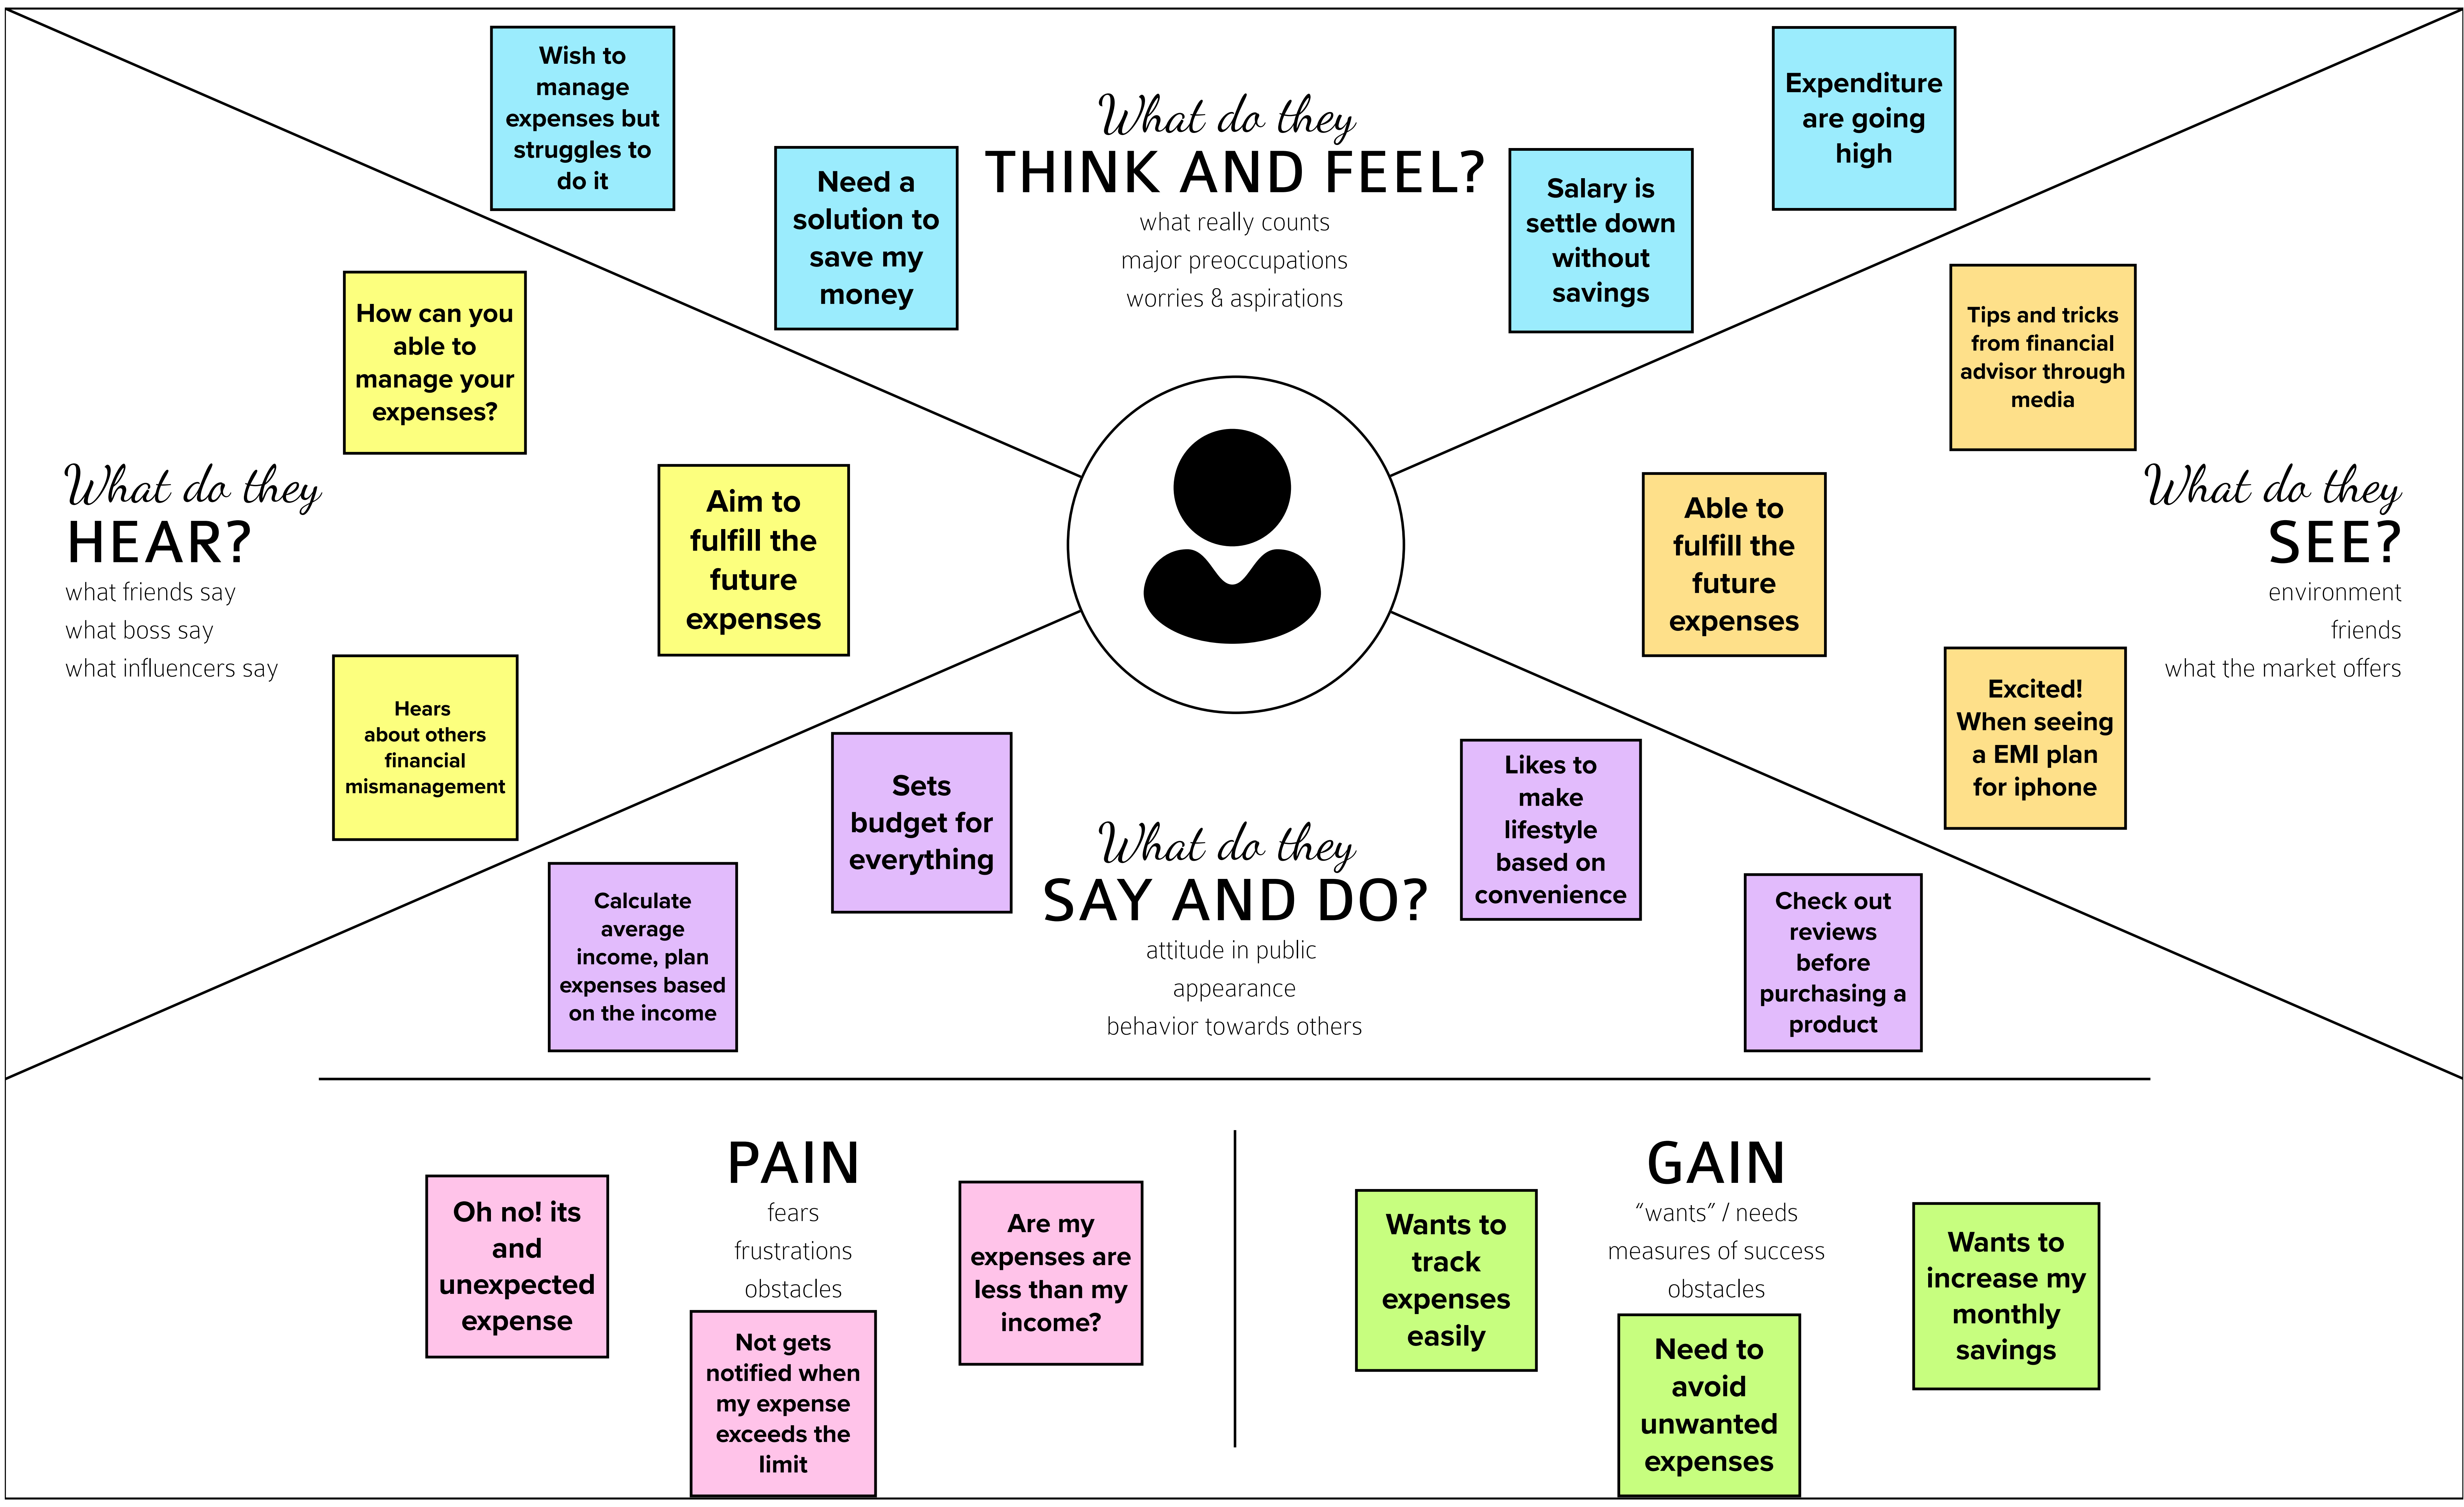 Wish to
manage
expenses but
struggles to
do it
Need a
solution to
save my
money
What do they
THINK AND FEEL?
what really counts
major preoccupations
worries & aspirations
Salary is
settle down
without
savings
Expenditure
are going
high
How can you
able to
manage your
expenses?
What do they
HEAR?
what friends say
what boss say
what influencers say
Aim to
fulfill the
future
expenses
Hears
about others
financial
mismanagement
Tips and tricks
from financial
advisor through
media
Able to
fulfill the
future
expenses
What do they
SEE?
environment
friends
what the market offers
Excited!
When seeing
a EMI plan
for iphone
Calculate
average
income, plan
expenses based
on the income
Sets
budget for
everything
What do they
SAY AND DO?
attitude in public
appearance
behavior towards others
Likes to
make
lifestyle
based on
convenience
Check out
reviews
before
purchasing a
product
PAIN
fears
frustrations
obstacles
Oh no! its
and
unexpected
expense
Not gets
notified when
my expense
exceeds the
limit
Are my
expenses are
less than my
income?
GAIN
“wants” / needs
measures of success
obstacles
Wants to
track
expenses
easily
Need to
avoid
unwanted
expenses
Wants to
increase my
monthly
savings